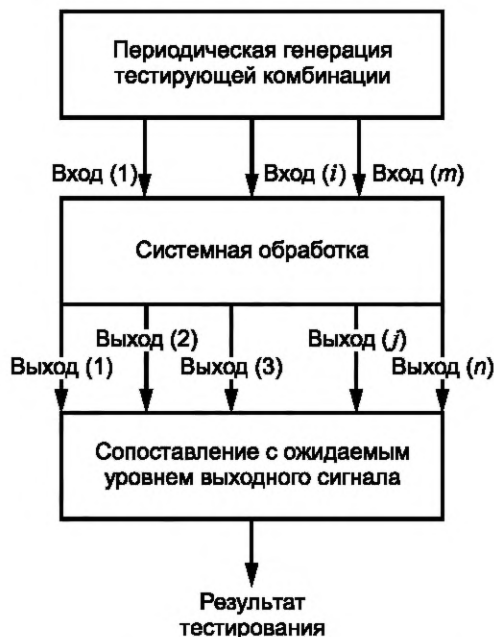 Периодическая генерация
тестирующей комбинации
Вход (1)
Вход (i)
Вход (m)
Системная обработка
Выход (1)
Выход (2)
Выход (3)
Выход (j)
Выход (n)
Сопоставление с ожидаемым
уровнем выходного сигнала
Результат
тестирования